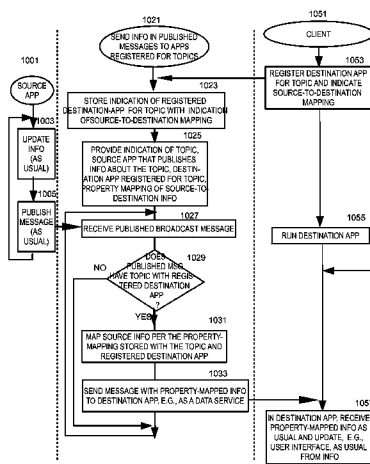 1001
SOURCE
APP
1003
UPDATE
INFO
(AS
USUAL)
1005
PUBLISH
MESSAGE
(AS
USUAL)
1021
SEND INFO IN PUBLISHED
MESSAGES TO APPS
REGISTERED FOR TOPICS
1023
STORE INDICATION OF REGISTERED
DESTINATION-APP FOR TOPIC WITH INDICATION
OFSOURCE-TO-DESTINATION MAPPING
1025
PROVIDE INDICATION OF TOPIC,
SOURCE APP THAT PUBLISHES
INFO ABOUT THE TOPIC, DESTIN-
ATION APP REGISTERED FOR TOPIC,
PROPERTY MAPPING OF SOURCE-TO-
DESTINATION INFO
1027
RECEIVE PUBLISHED BROADCAST MESSAGE
DOES
PUBLISHED MSG
HAVE TOPIC WITH REGIS-
TERED DESTINATION
APP
?
1029
NO
YES
1031
MAP SOURCE INFO PER THE PROPERTY-
MAPPING STORED WITH THE TOPIC AND
REGISTERED DESTINATION APP
1033
SEND MESSAGE WITH PROPERTY-MAPPED INFO
TO DESTINATION APP, E.G., AS A DATA SERVICE
1051
CLIENT
1053
REGISTER DESTINATION APP
FOR TOPIC AND INDICATE
SOURCE-TO-DESTINATION
MAPPING
1055
RUN DESTINATION APP
1057
IN DESTINATION APP, RECEIVE
PROPERTY-MAPPED INFO AS
USUAL AND UPDATE, E.G.,
USER INTERFACE, AS USUAL
FROM INFO